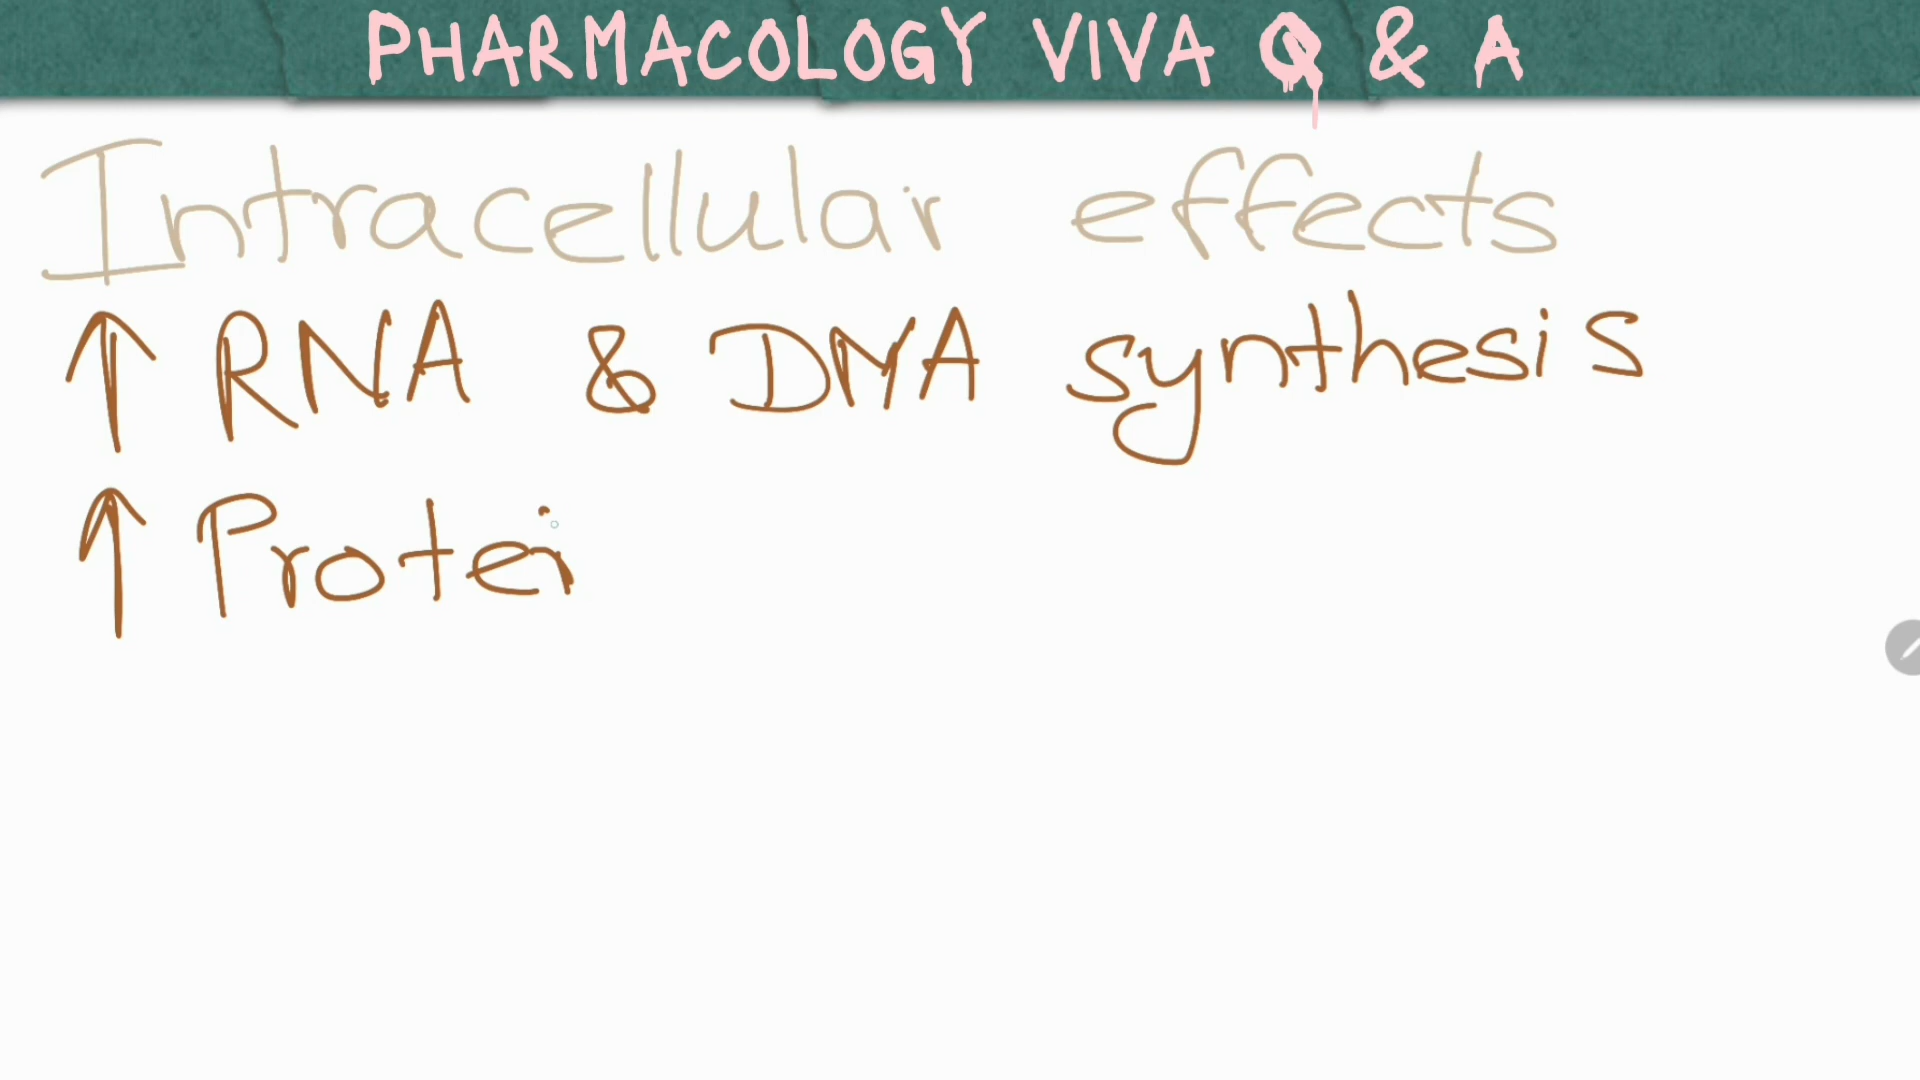 PHARMACOLOGY VIVA Q & A
Intracellular effects
↑ RNA & DNA synthesis
↑ Protei